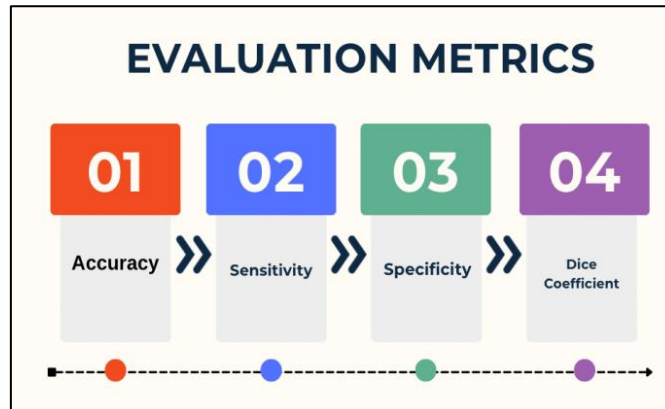 EVALUATION METRICS
01
02
03
04
Accuracy
Sensitivity
Specificity
Dice
Coefficient